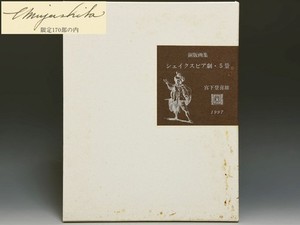 T Miyashita
限定170部の内
銅版画集
シェイクスピア劇・5葉
宮下登喜雄
1997